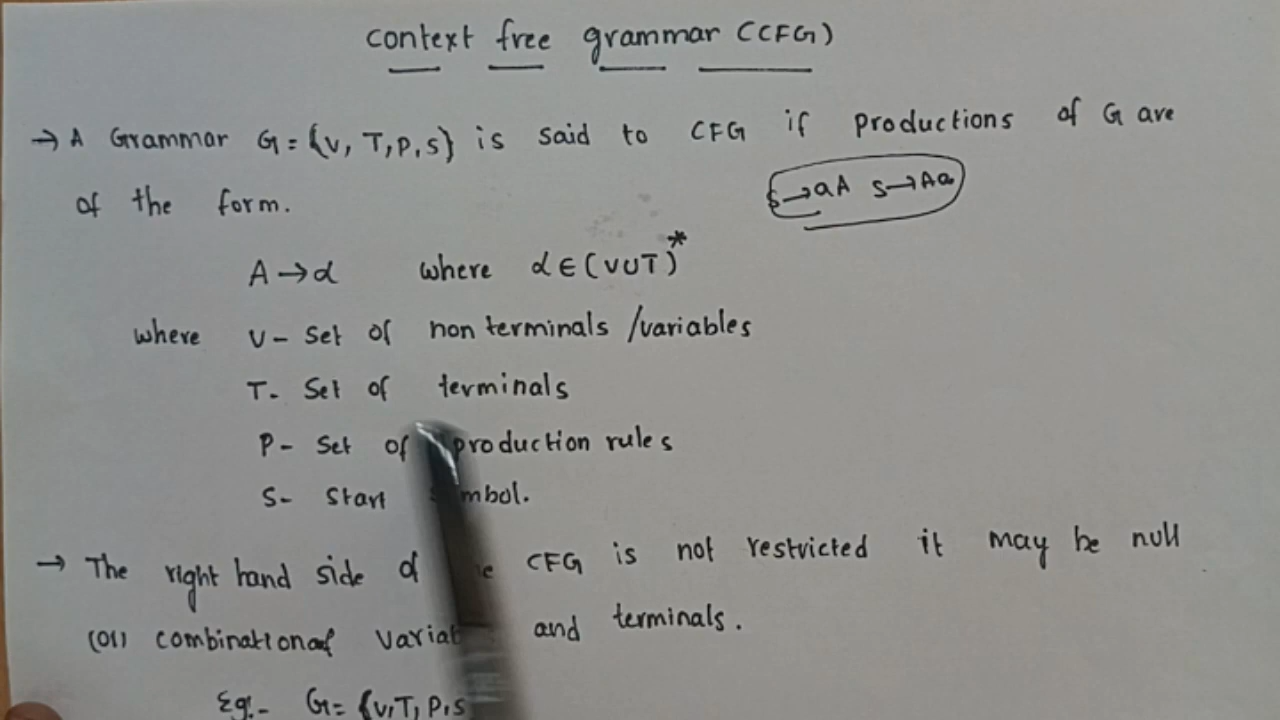 context free grammar (CFG)
→ A Grammar G = {V, T, P, S} is said to CFG if productions of G are
of the form.
S→aA S→Aa
A → α where α ∈ (V∪T)*
where V - Set of non terminals /variables
T - Set of terminals
P - Set of production rules
S - Start mbol.
→ The right hand side of CFG is not restricted it may be null
(or) combination of variab and terminals.
Eg:- G = {V, T, P, S